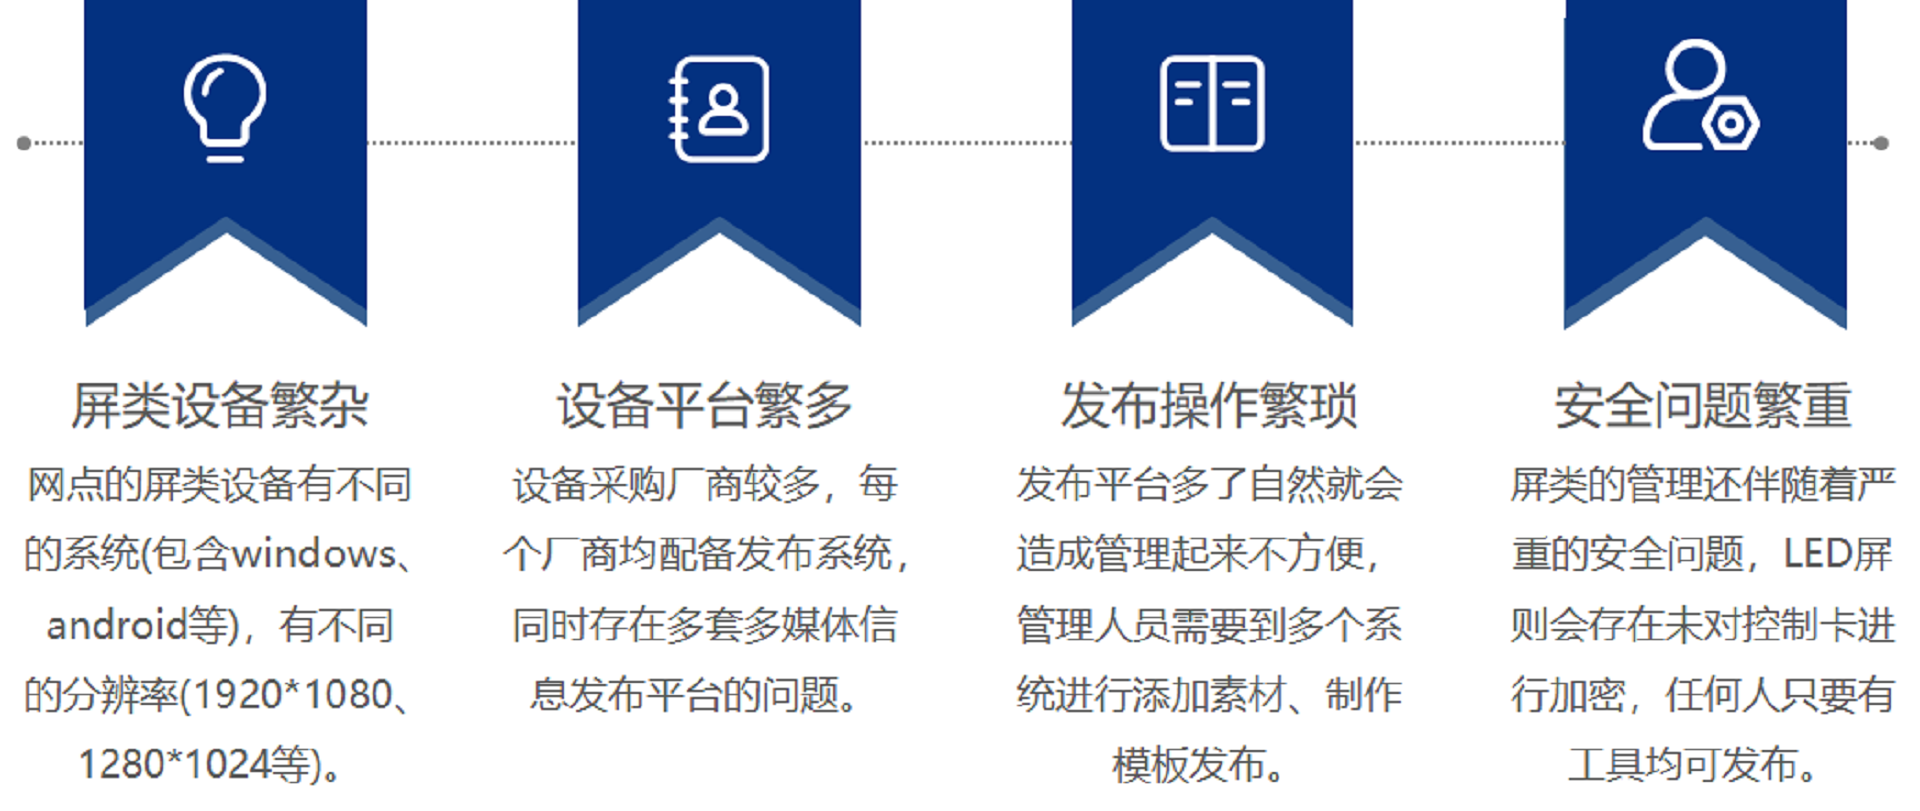 屏类设备繁杂
网点的屏类设备有不同
的系统(包含windows、
android等)，有不同
的分辨率(1920*1080、
1280*1024等)。
设备平台繁多
设备采购厂商较多，每
个厂商均配备发布系统，
同时存在多套多媒体信
息发布平台的问题。
发布操作繁琐
发布平台多了自然就会
造成管理起来不方便，
管理人员需要到多个系
统进行添加素材、制作
模板发布。
安全问题繁重
屏类的管理还伴随着严
重的安全问题，LED屏
则会存在未对控制卡进
行加密，任何人只要有
工具均可发布。